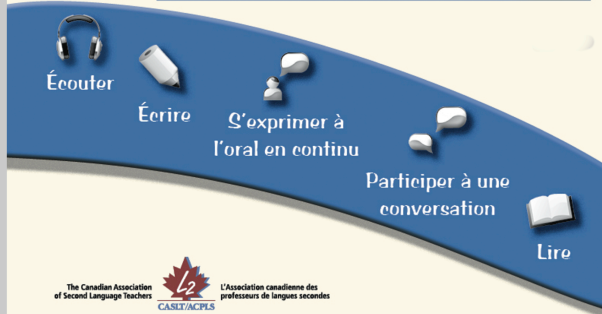 Écouter
Écrire
S'exprimer à
l'oral en continu
Participer à une
conversation
Lire
The Canadian Association
of Second Language Teachers
L2
CASLT/ACPLS
L'Association canadienne des
professeurs de langues secondes